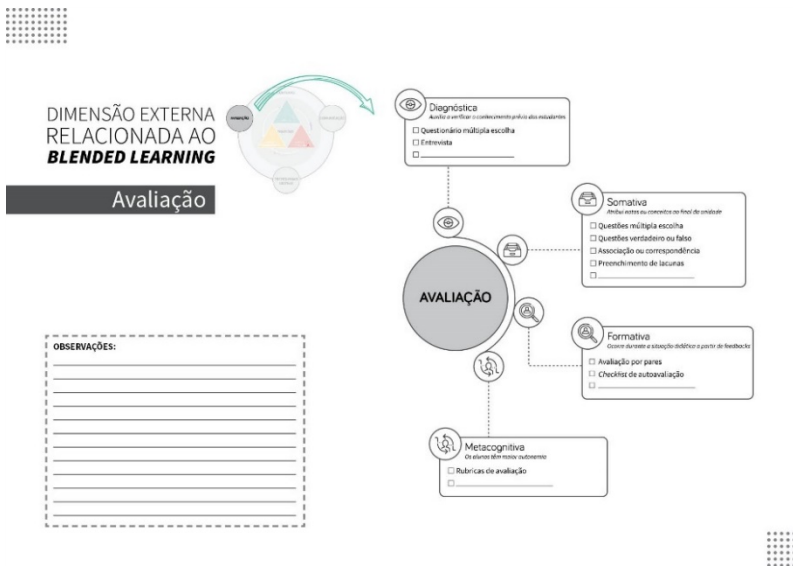 DIMENSÃO EXTERNA
RELACIONADA AO
BLENDED LEARNING
Avaliação
OBSERVAÇÕES:
Diagnóstica
Auxilia a verificar o conhecimento prévio dos estudantes
Questionário múltipla escolha
Entrevista
Somativa
Atribui notas ou conceitos ao final da unidade
Questões múltipla escolha
Questões verdadeiro ou falso
Associação ou correspondência
Preenchimento de lacunas
AVALIAÇÃO
Formativa
Ocorre durante a situação didática a partir de feedbacks
Avaliação por pares
Checklist de autoavaliação
Metacognitiva
Os alunos têm maior autonomia
Rubricas de avaliação